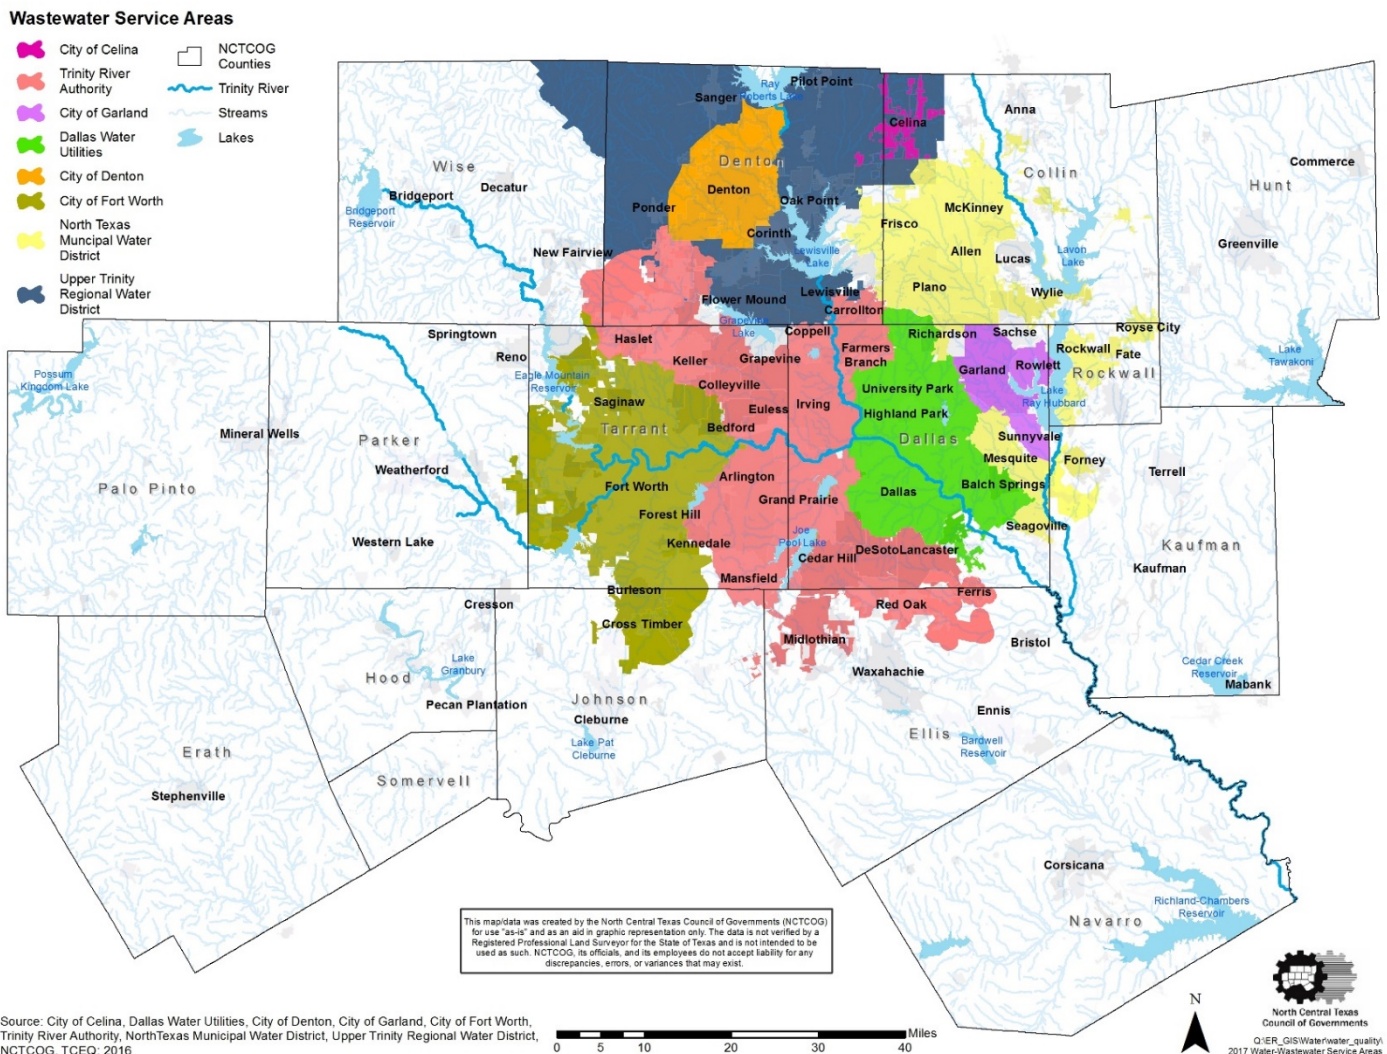 Wastewater Service Areas
City of Celina
Trinity River
Authority
City of Garland
Dallas Water
Utilities
City of Denton
City of Fort Worth
North Texas
Muncipal Water
District
Upper Trinity
Regional Water
District
NCTCOG
Counties
Trinity River
Streams
Lakes
Ray
Roberts Lake
Pilot Point
Sanger
Celina
Anna
Commerce
Wise
Denton
Collin
Hunt
Bridgeport
Decatur
Denton
Oak Point
McKinney
Bridgeport
Reservoir
Ponder
Corinth
Frisco
Greenville
New Fairview
Lewisville
Lake
Allen
Lucas
Lavon
Lake
Flower Mound
Lewisville
Plano
Wylie
Carrollton
Grapevine
Lake
Springtown
Haslet
Coppell
Richardson
Sachse
Royse City
Reno
Keller
Grapevine
Farmers
Branch
Rockwall
Fate
Lake
Tawakoni
Possum
Kingdom Lake
Eagle Mountain
Reservoir
Colleyville
University Park
Garland
Rowlett
Rockwall
Saginaw
Euless
Irving
Highland Park
Lake
Ray Hubbard
Tarrant
Bedford
Dallas
Sunnyvale
Mineral Wells
Parker
Mesquite
Forney
Weatherford
Arlington
Terrell
Palo Pinto
Fort Worth
Grand Prairie
Dallas
Balch Springs
Forest Hill
Seagoville
Western Lake
Kennedale
Joe
Pool Lake
Cedar Hill
DeSoto
Lancaster
Kaufman
Kaufman
Mansfield
Burleson
Ferris
Cresson
Red Oak
Cross Timber
Midlothian
Bristol
Lake
Granbury
Hood
Waxahachie
Cedar Creek
Reservoir
Mabank
Pecan Plantation
Johnson
Cleburne
Ennis
Ellis
Bardwell
Reservoir
Lake Pat
Cleburne
Erath
Somervell
Stephenville
Corsicana
Richland-Chambers
Reservoir
Navarro
This map/data was created by the North Central Texas Council of Governments (NCTCOG)
for use "as-is" and as an aid in graphic representation only. The data is not verified by a
Registered Professional Land Surveyor for the State of Texas and is not intended to be
used as such. NCTCOG, its officials, and its employees do not accept liability for any
discrepancies, errors, or variances that may exist.
Source: City of Celina, Dallas Water Utilities, City of Denton, City of Garland, City of Fort Worth,
Trinity River Authority, NorthTexas Municipal Water District, Upper Trinity Regional Water District,
NCTCOG, TCEQ; 2016
Miles
0 5 10 20 30 40
N
North Central Texas
Council of Governments
Q:\ER_GIS\Water\water_quality\
2017 Water-Wastewater Service Areas